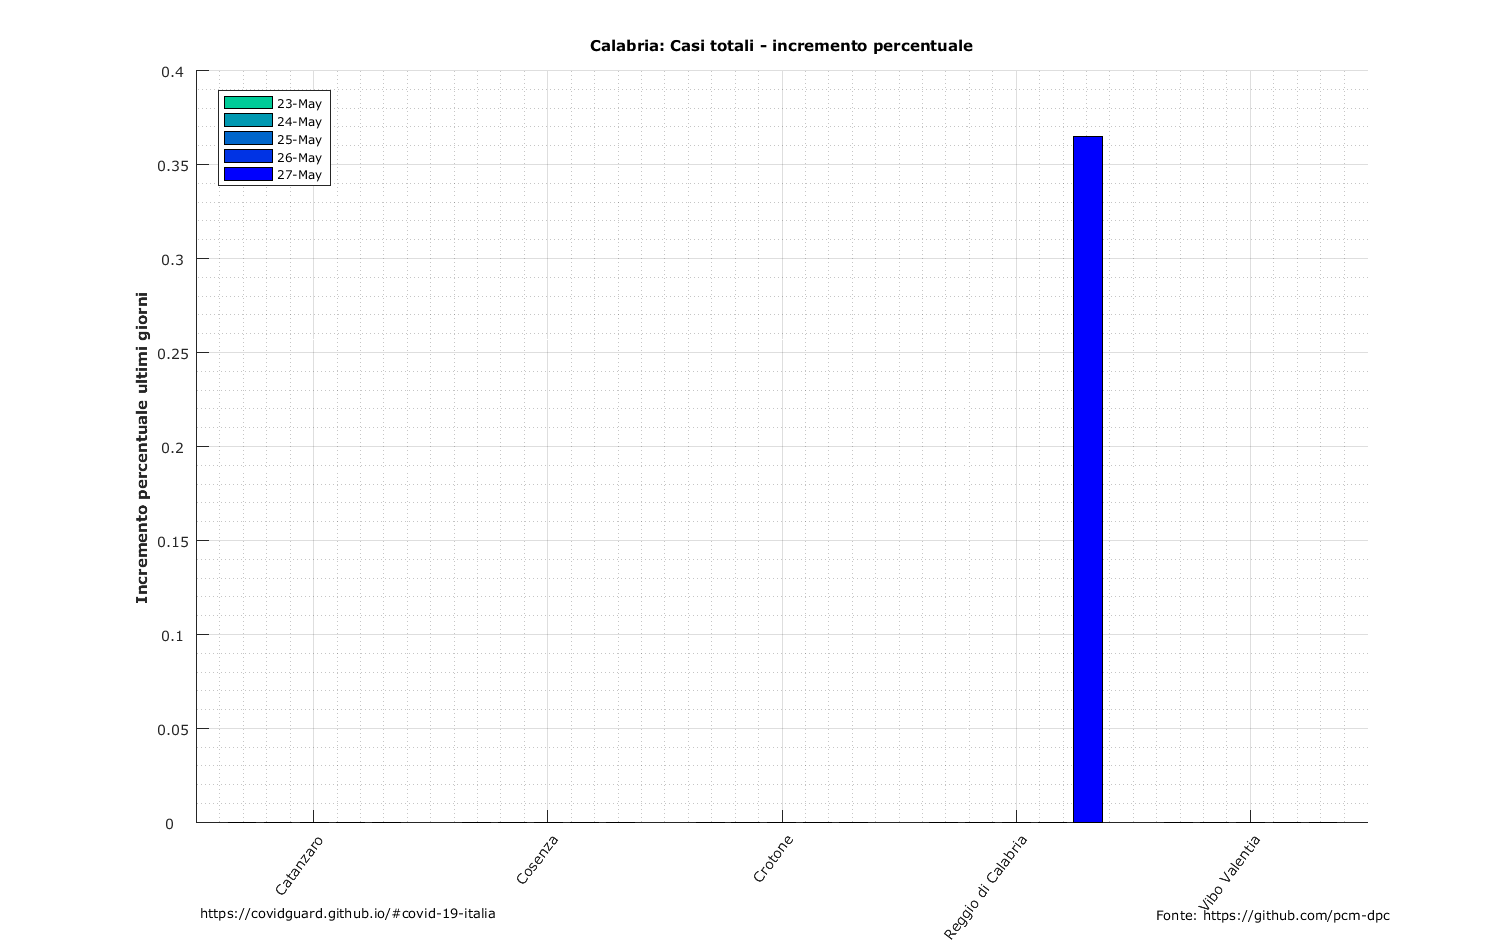 Calabria: Casi totali - incremento percentuale
0.4
0.35
0.3
0.25
0.2
0.15
0.1
0.05
0
Incremento percentuale ultimi giorni
23-May
24-May
25-May
26-May
27-May
Catanzaro
Cosenza
Crotone
Reggio di Calabria
Vibo Valentia
https://covidguard.github.io/#covid-19-italia
Fonte: https://github.com/pcm-dpc